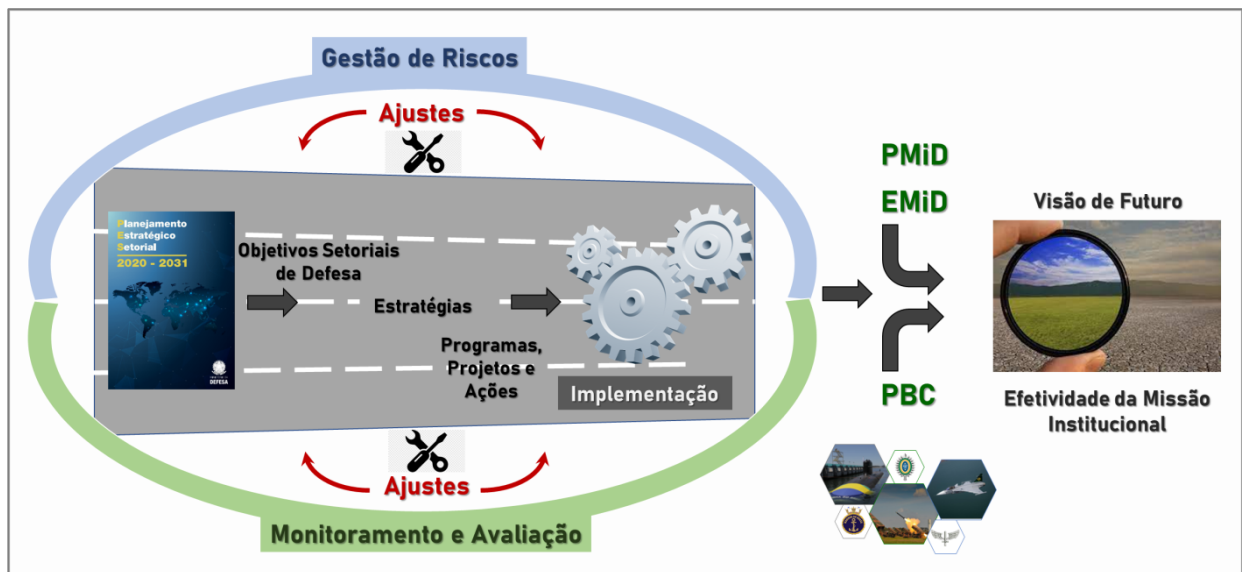 Gestão de Riscos
Ajustes
Planejamento
Estratégico
Setorial
2020 - 2031
DEFESA
Objetivos Setoriais
de Defesa
Estratégias
Programas,
Projetos e
Ações
Implementação
Ajustes
Monitoramento e Avaliação
PMiD
EMiD
PBC
Visão de Futuro
Efetividade da Missão
Institucional